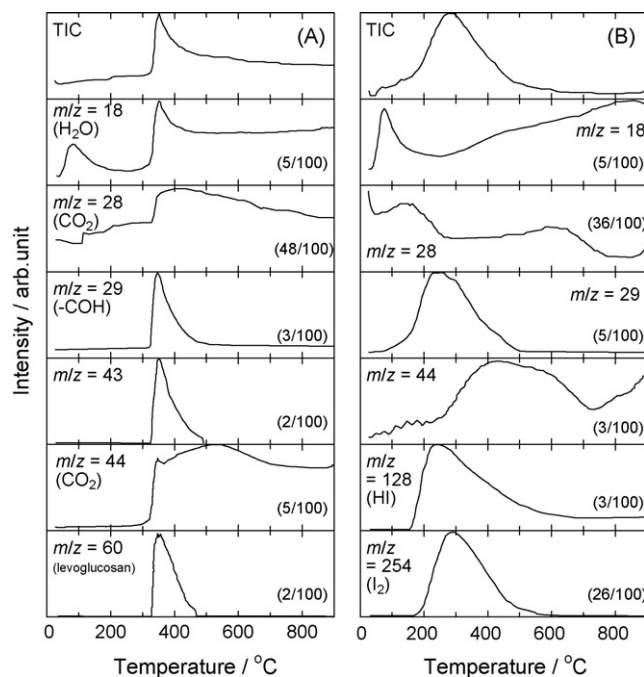 TIC
(A)
m/z = 18
(H₂O)
(5/100)
m/z = 28
(CO₂)
(48/100)
m/z = 29
(-COH)
(3/100)
m/z = 43
(2/100)
m/z = 44
(CO₂)
(5/100)
m/z = 60
(levoglucosan)
(2/100)
0 200 400 600 800
Temperature / °C
Intensity / arb.unit
TIC
(B)
m/z = 18
(5/100)
(36/100)
m/z = 28
m/z = 29
(5/100)
m/z = 44
(3/100)
m/z
= 128
(HI)
(3/100)
m/z
= 254
(I₂)
(26/100)
0 200 400 600 800
Temperature / °C